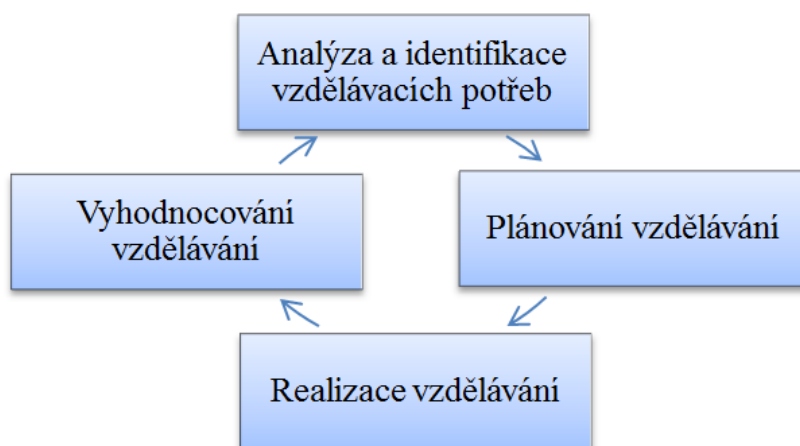 Analýza a identifikace
vzdělávacích potřeb
Vyhodnocování
vzdělávání
Plánování vzdělávání
Realizace vzdělávání